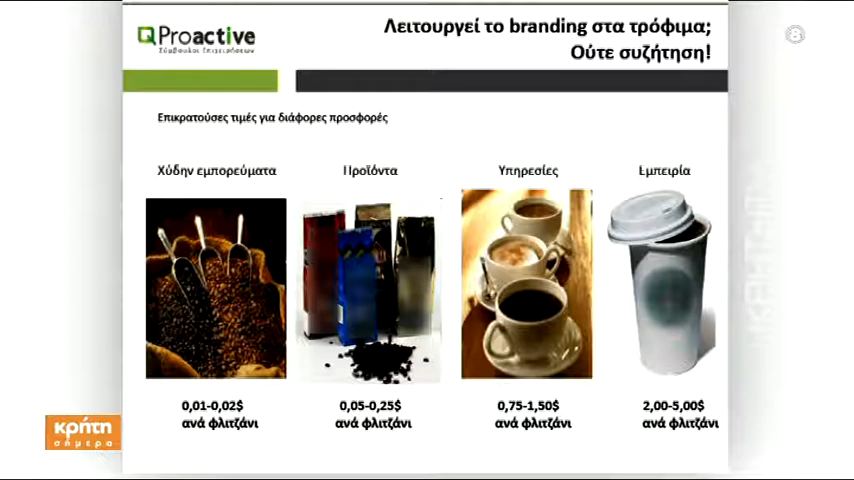 Proactive
Σύμβουλοι Επιχειρήσεων
Λειτουργεί το branding στα τρόφιμα;
Ούτε συζήτηση!
Επικρατούσες τιμές για διάφορες προσφορές
Χύδην εμπορεύματα
Προϊόντα
Υπηρεσίες
Εμπειρία
0,01-0,02$
ανά φλιτζάνι
0,05-0,25$
ανά φλιτζάνι
0,75-1,50$
ανά φλιτζάνι
2,00-5,00$
ανά φλιτζάνι
κρήτη
σήμερα
8